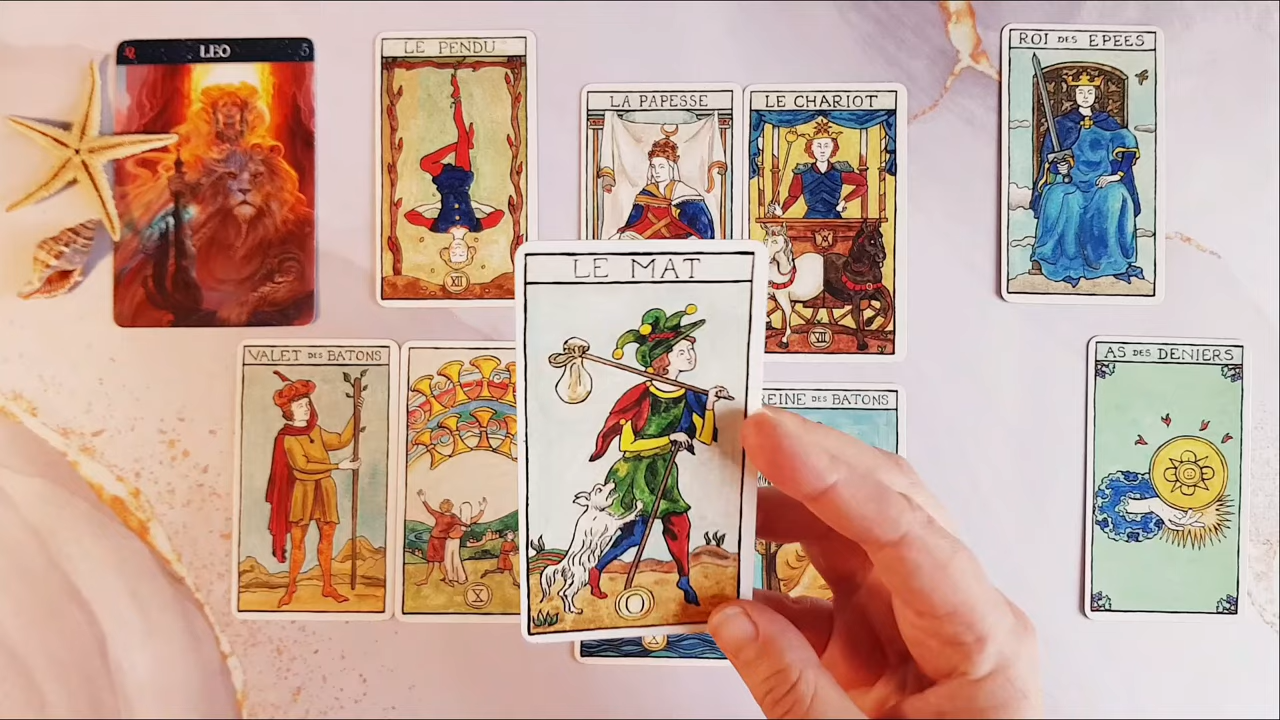 LEO 5
LE PENDU
XII
LA PAPESSE
LE CHARIOT
VII
ROI DES EPEES
LE MAT
0
VALET DES BATONS
X
REINE DES BATONS
AS DES DENIERS